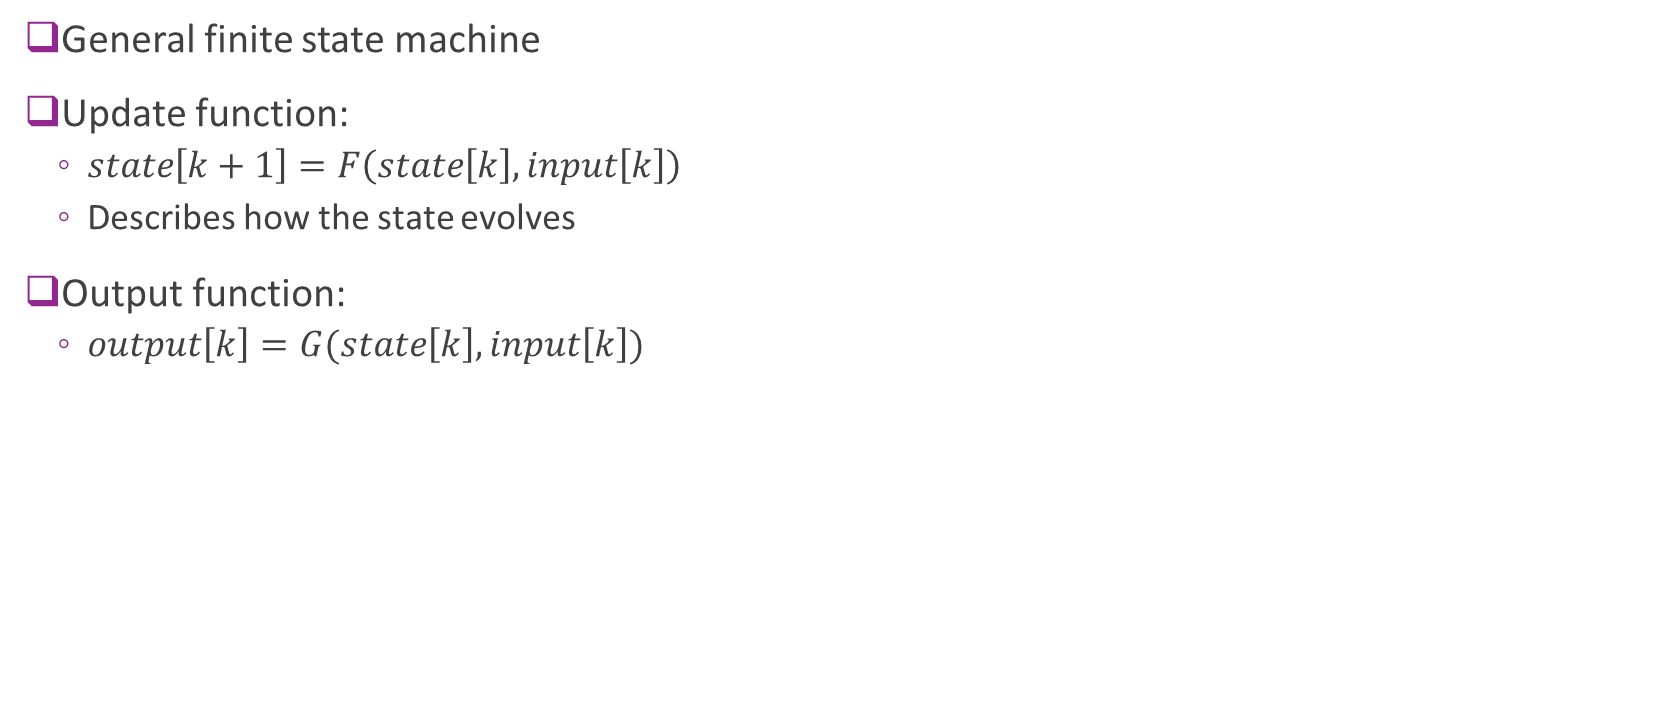 ❑General finite state machine
❑Update function:
◦ state[k + 1] = F(state[k], input[k])
◦ Describes how the state evolves
❑Output function:
◦ output[k] = G(state[k], input[k])